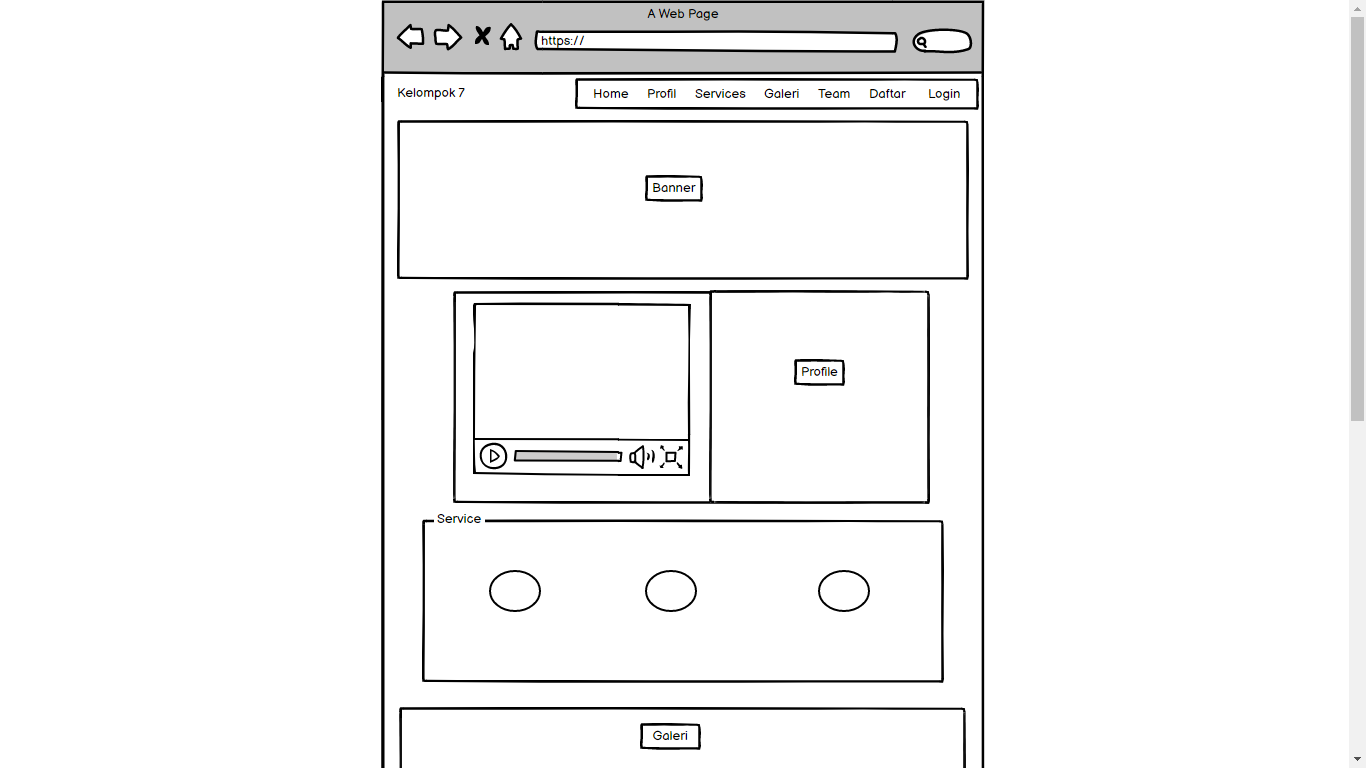 A Web Page
https://
Kelompok 7
Home Profil Services Galeri Team Daftar Login
Banner
Profile
Service
Galeri